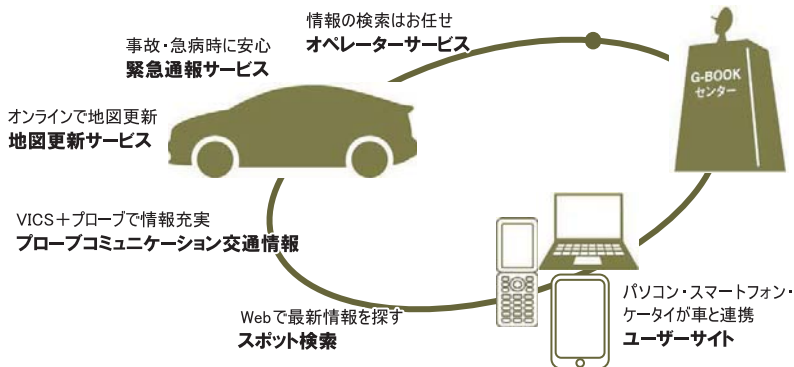 情報の検索はお任せ
オペレーターサービス
事故・急病時に安心
緊急通報サービス
G-BOOK
センター
オンラインで地図更新
地図更新サービス
VICS+プローブで情報充実
プローブコミュニケーション交通情報
Webで最新情報を探す
スポット検索
パソコン・スマートフォン・
ケータイが車と連携
ユーザーサイト